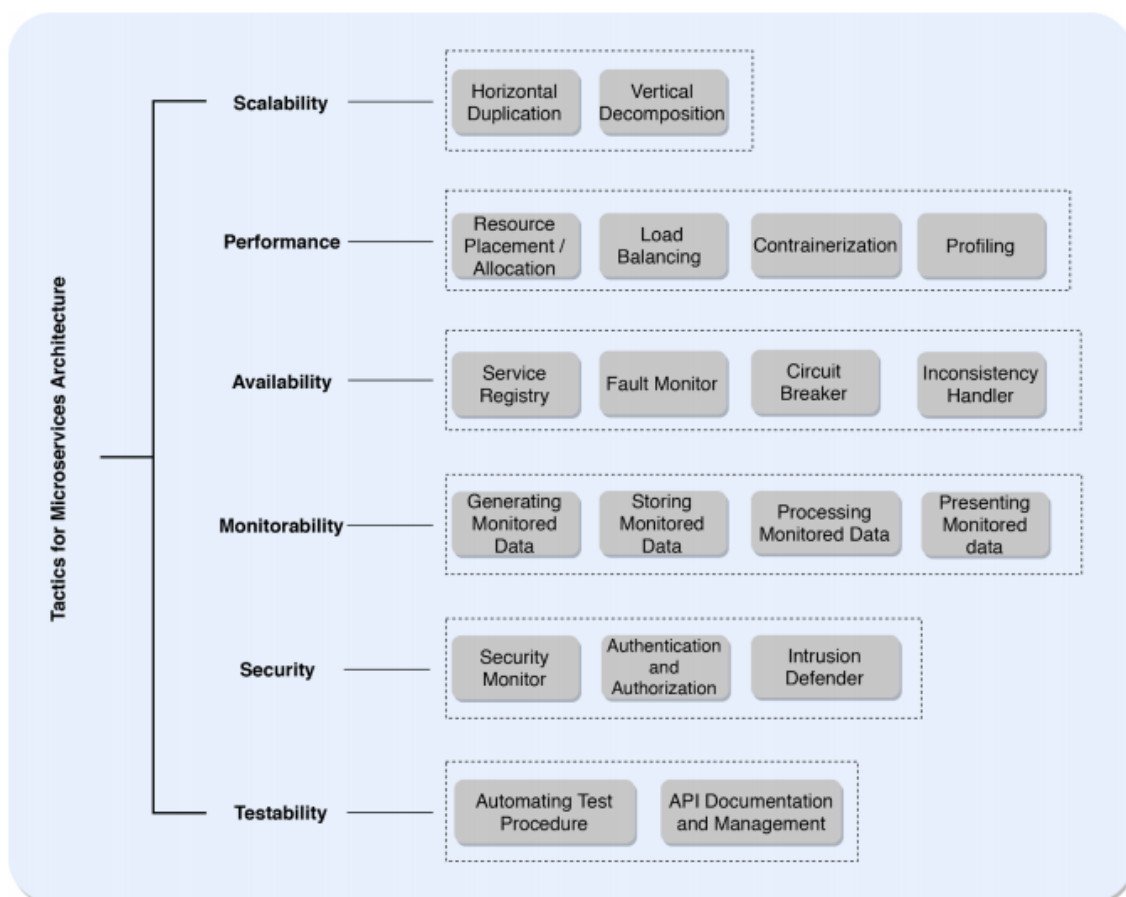 Tactics for Microservices Architecture
Scalability
Horizontal
Duplication
Vertical
Decomposition
Performance
Resource
Placement /
Allocation
Load
Balancing
Contrainerization
Profiling
Availability
Service
Registry
Fault Monitor
Circuit
Breaker
Inconsistency
Handler
Monitorability
Generating
Monitored
Data
Storing
Monitored
Data
Processing
Monitored Data
Presenting
Monitored
data
Security
Security
Monitor
Authentication
and
Authorization
Intrusion
Defender
Testability
Automating Test
Procedure
API Documentation
and Management